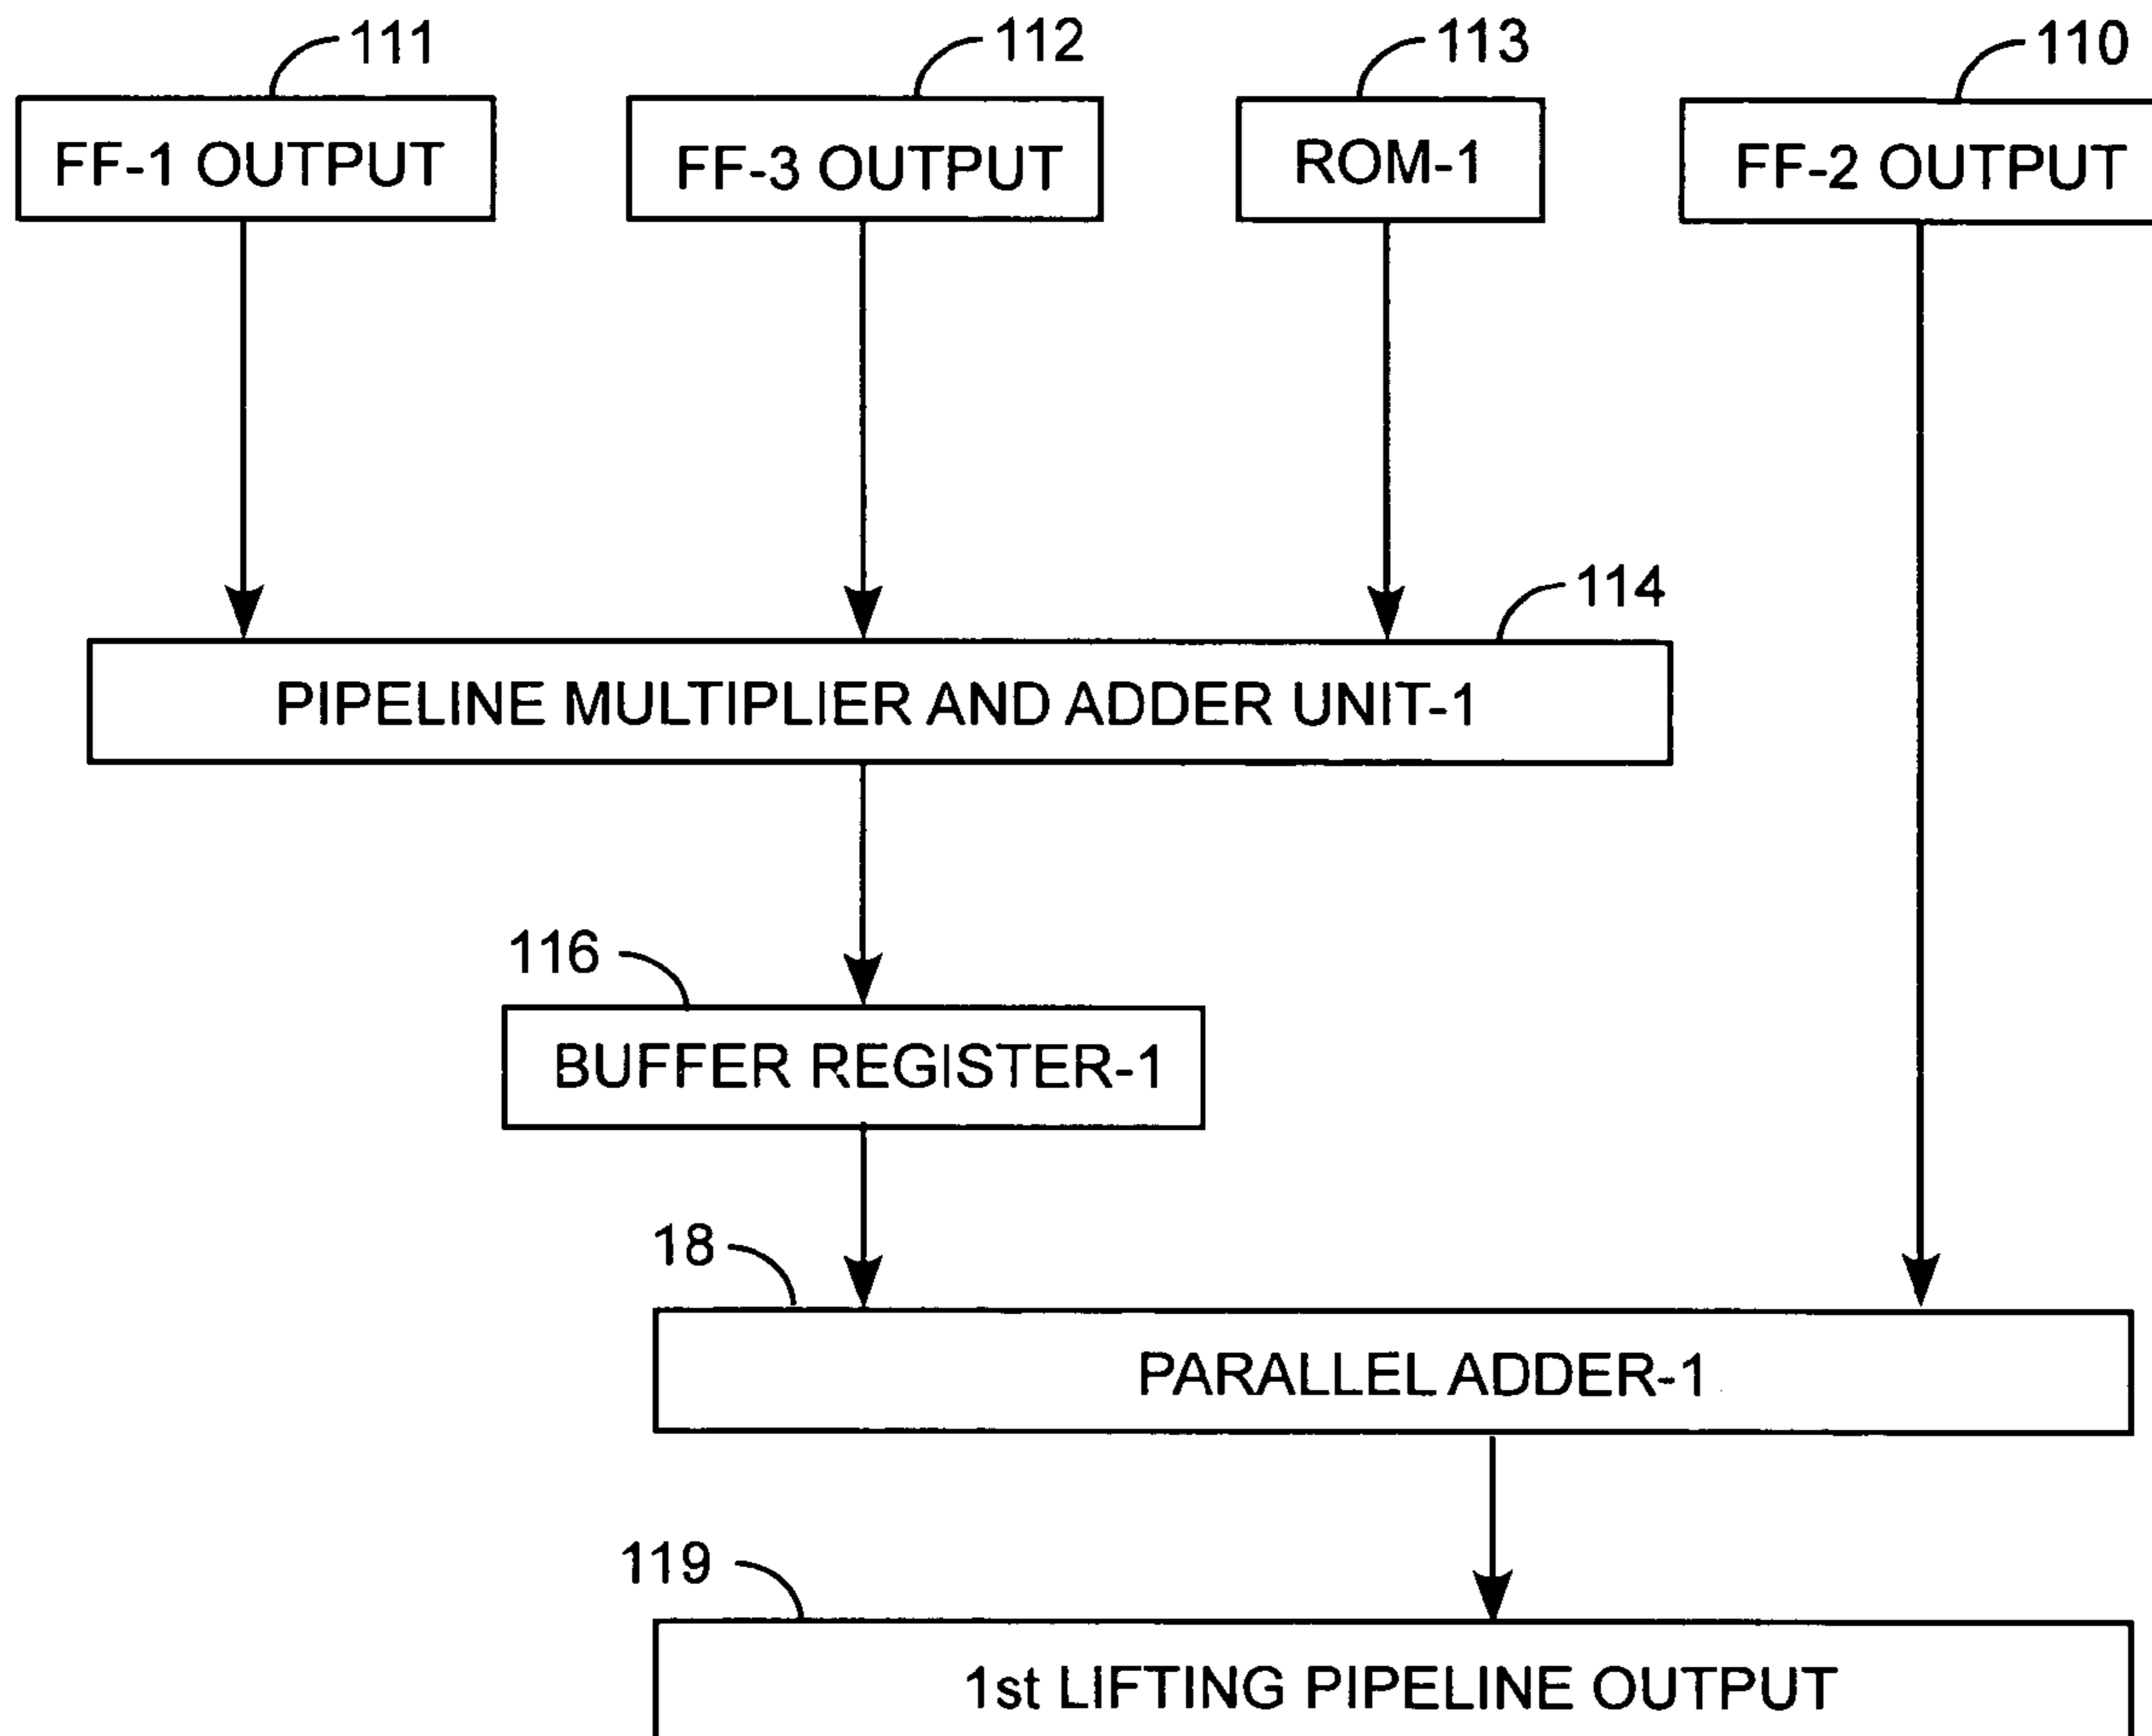 111
112
113
110
FF-1 OUTPUT
FF-3 OUTPUT
ROM-1
FF-2 OUTPUT
114
PIPELINE MULTIPLIER AND ADDER UNIT-1
116
BUFFER REGISTER-1
18
PARALLEL ADDER-1
119
1st LIFTING PIPELINE OUTPUT